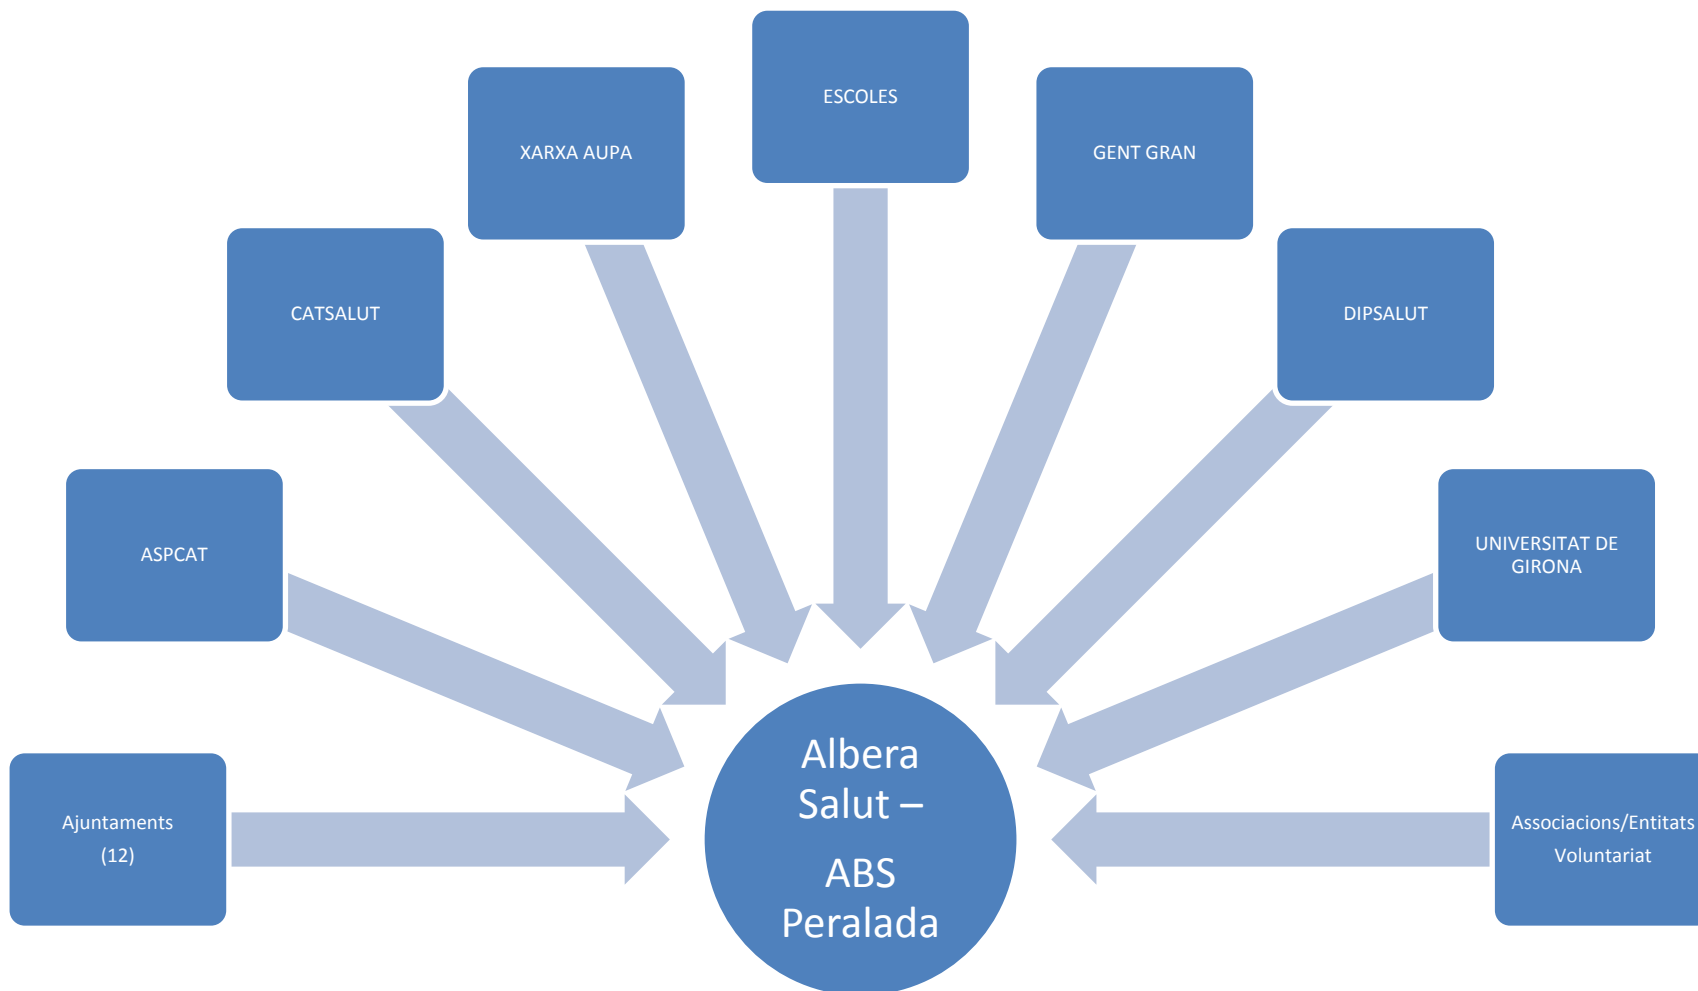 ESCOLES
XARXA AUPA
GENT GRAN
CATSALUT
DIPSALUT
ASPCAT
UNIVERSITAT DE
GIRONA
Ajuntaments
(12)
Albera
Salut –
ABS
Peralada
Associacions/Entitats
Voluntariat